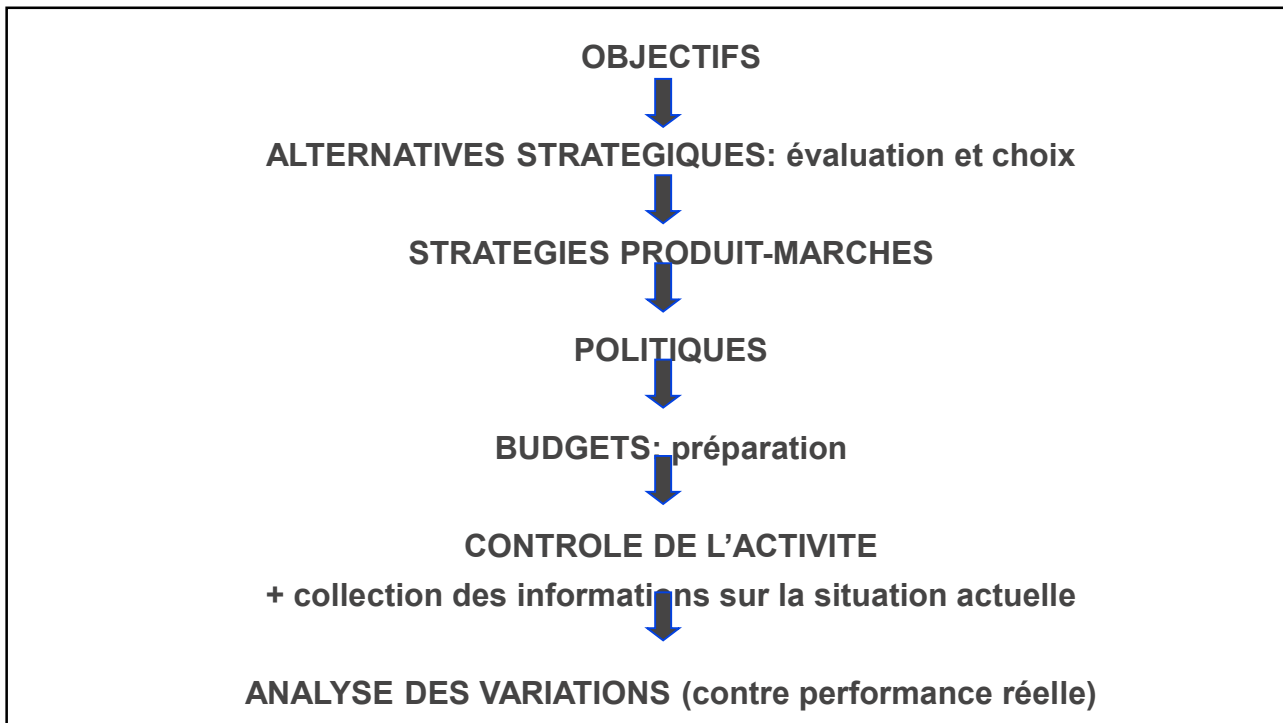 OBJECTIFS
ALTERNATIVES STRATEGIQUES: évaluation et choix
STRATEGIES PRODUIT-MARCHES
POLITIQUES
BUDGETS: préparation
CONTROLE DE L’ACTIVITE
+ collection des informations sur la situation actuelle
ANALYSE DES VARIATIONS (contre performance réelle)